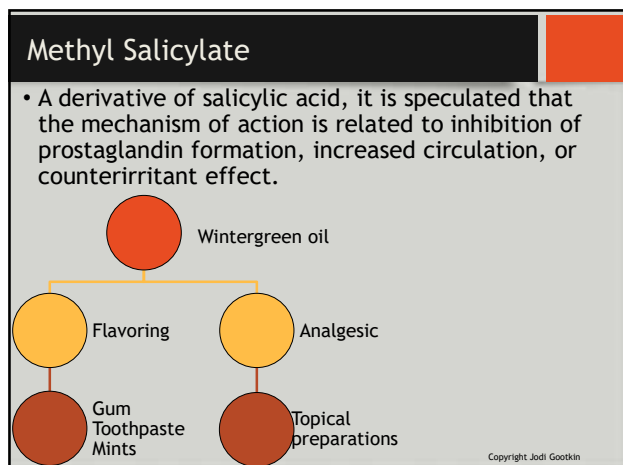 Methyl Salicylate
• A derivative of salicylic acid, it is speculated that
the mechanism of action is related to inhibition of
prostaglandin formation, increased circulation, or
counterirritant effect.
Wintergreen oil
Flavoring
Analgesic
Gum
Toothpaste
Mints
Topical
preparations
Copyright Jodi Gootkin